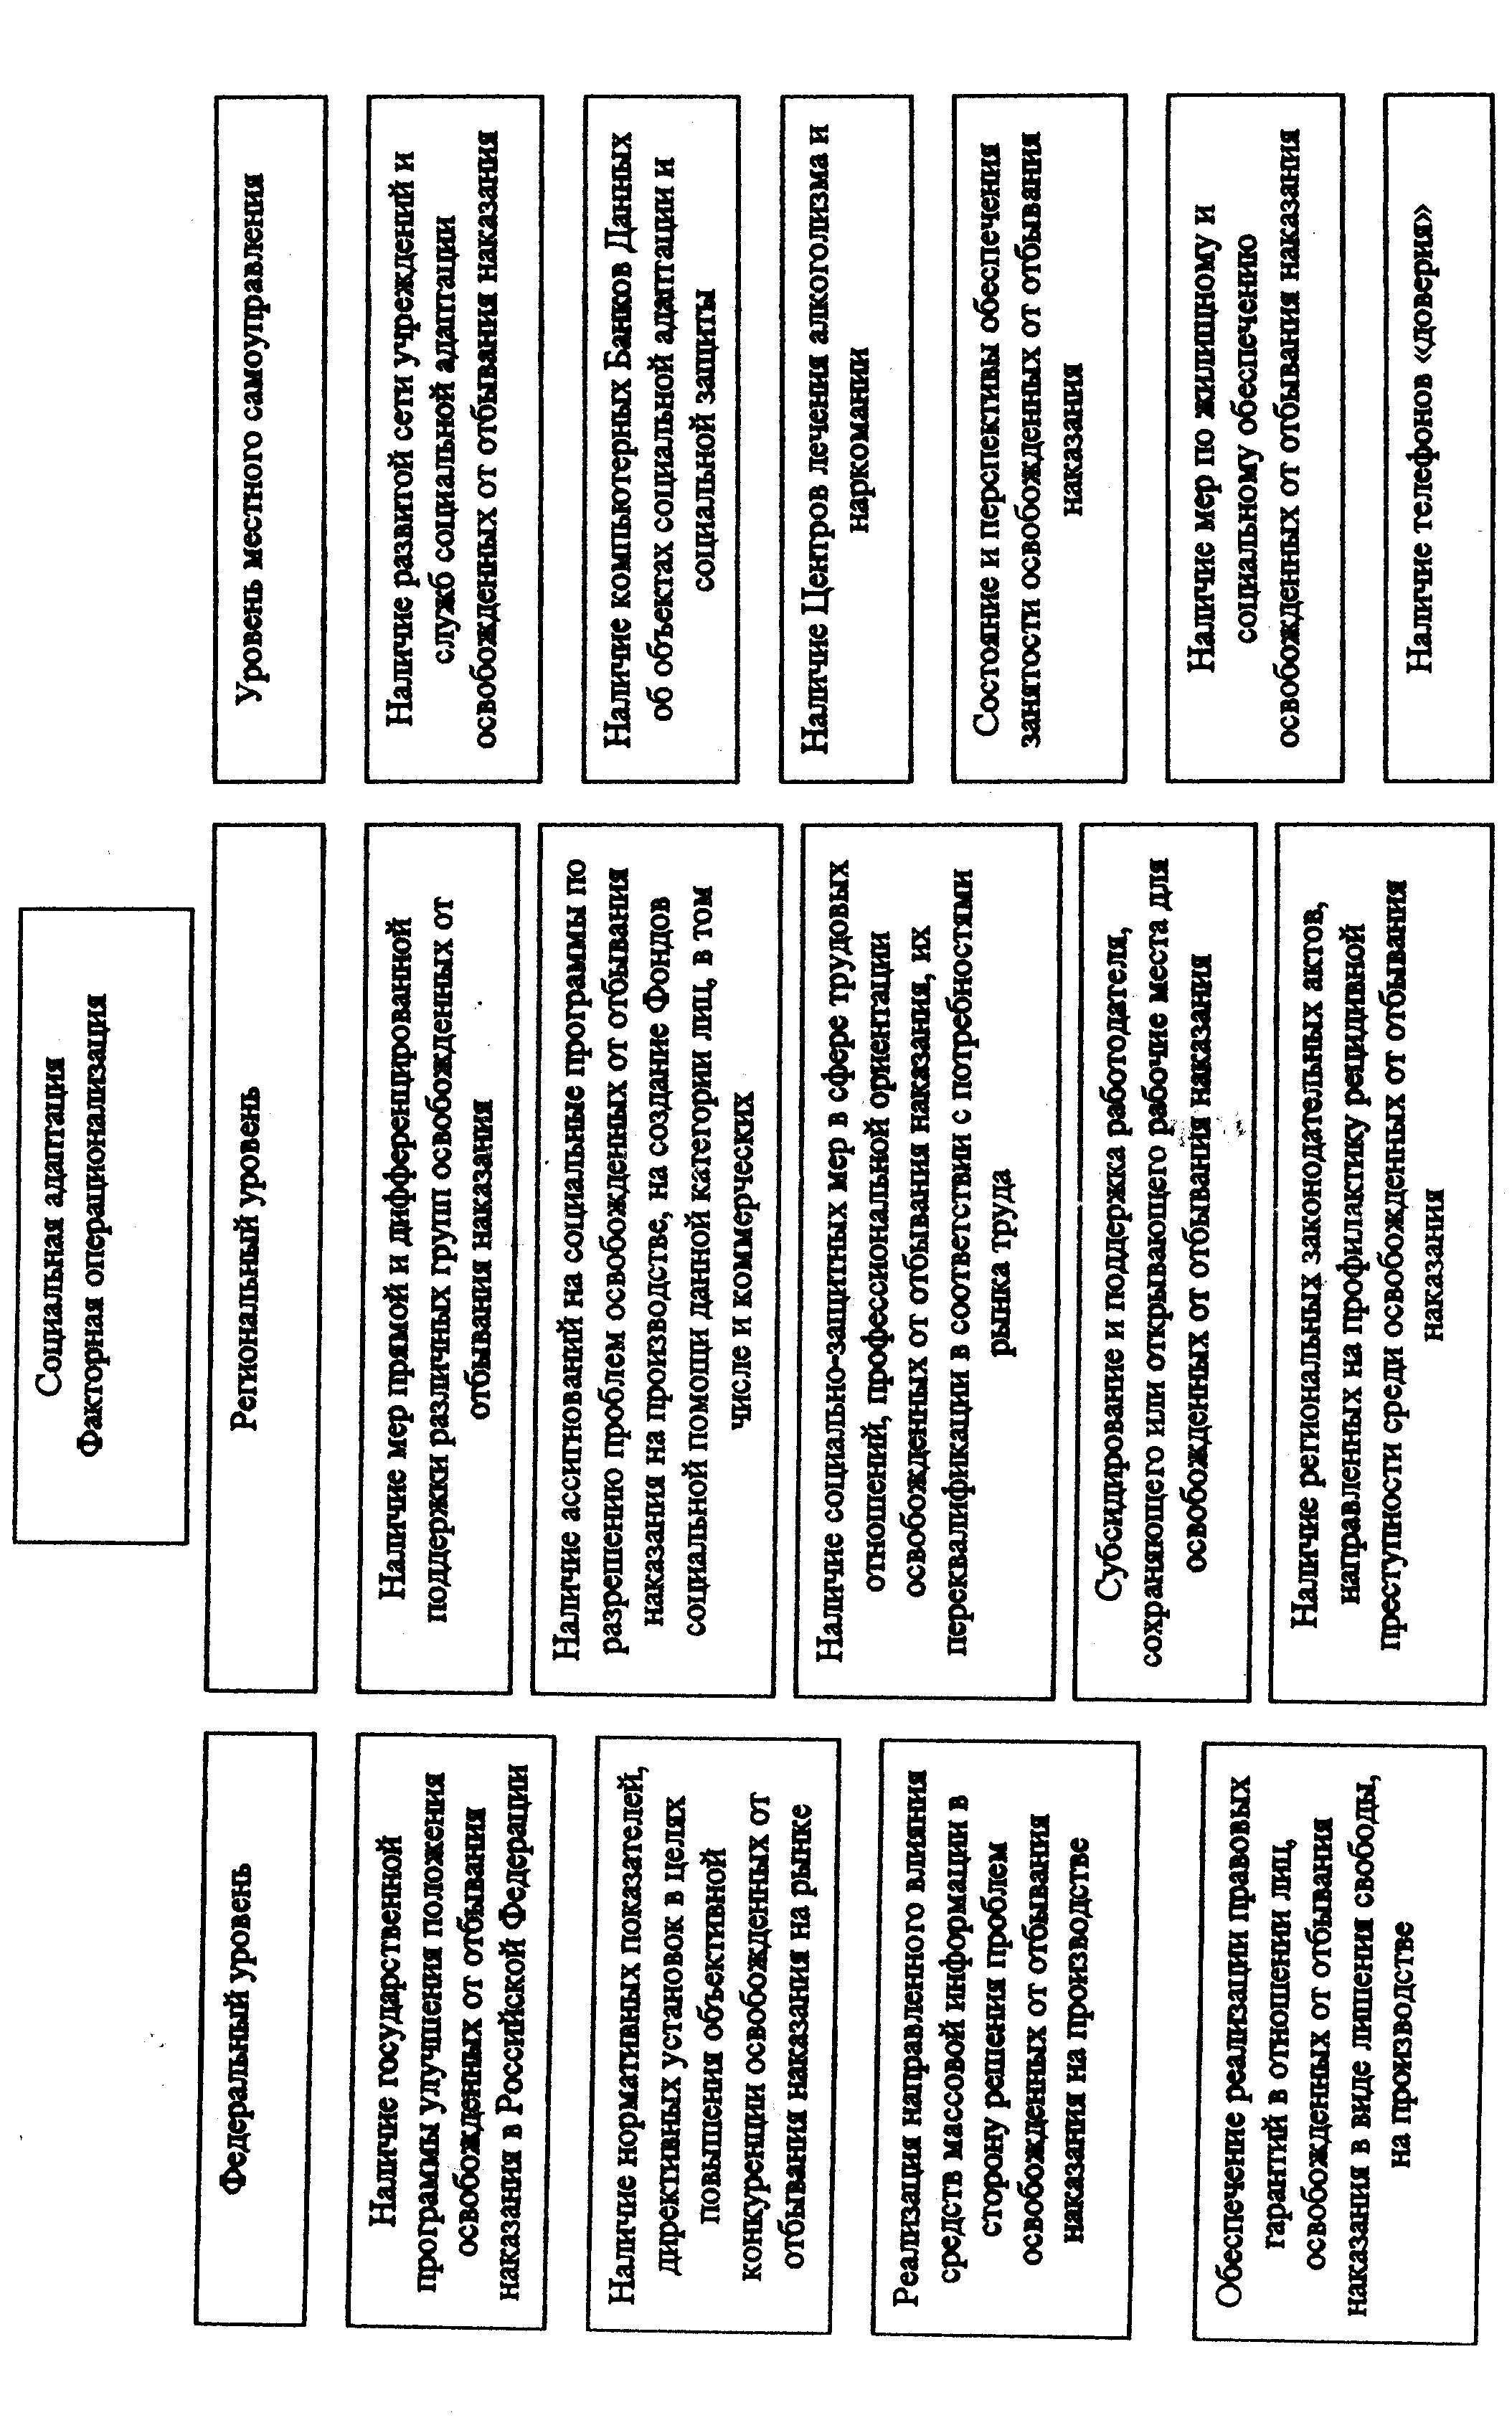 Социальная адаптация
Факторная операционализация
Федеральный уровень
Наличие государственной
программы улучшения положения
освобожденных от отбывания
наказания в Российской Федерации
Наличие нормативных показателей,
директивных установок в целях
повышения объективной
конкуренции освобожденных от
отбывания наказания на рынке
Реализация направленного влияния
средств массовой информации в
сторону решения проблем
освобожденных от отбывания
наказания на производстве
Обеспечение реализации правовых
гарантий в отношении лиц,
освобожденных от отбывания
наказания в виде лишения свободы,
на производстве
Региональный уровень
Наличие мер прямой и дифференцированной
поддержки различных групп освобожденных от
отбывания наказания
Наличие ассигнований на социальные программы по
разрешению проблем освобожденных от отбывания
наказания на производстве, на создание Фондов
социальной помощи данной категории лиц, в том
числе и коммерческих
Наличие социально-защитных мер в сфере трудовых
отношений, профессиональной ориентации
освобожденных от отбывания наказания, их
переквалификации в соответствии с потребностями
рынка труда
Субсидирование и поддержка работодателя,
сохраняющего или открывающего рабочие места для
освобожденных от отбывания наказания
Наличие региональных законодательных актов,
направленных на профилактику рецидивной
преступности среди освобожденных от отбывания
наказания
Уровень местного самоуправления
Наличие развитой сети учреждений и
служб социальной адаптации
освобожденных от отбывания наказания
Наличие компьютерных Банков Данных
об объектах социальной адаптации и
социальной защиты
Наличие Центров лечения алкоголизма и
наркомании
Состояние и перспективы обеспечения
занятости освобожденных от отбывания
наказания
Наличие мер по жилищному и
социальному обеспечению
освобожденных от отбывания наказания
Наличие телефонов «доверия»